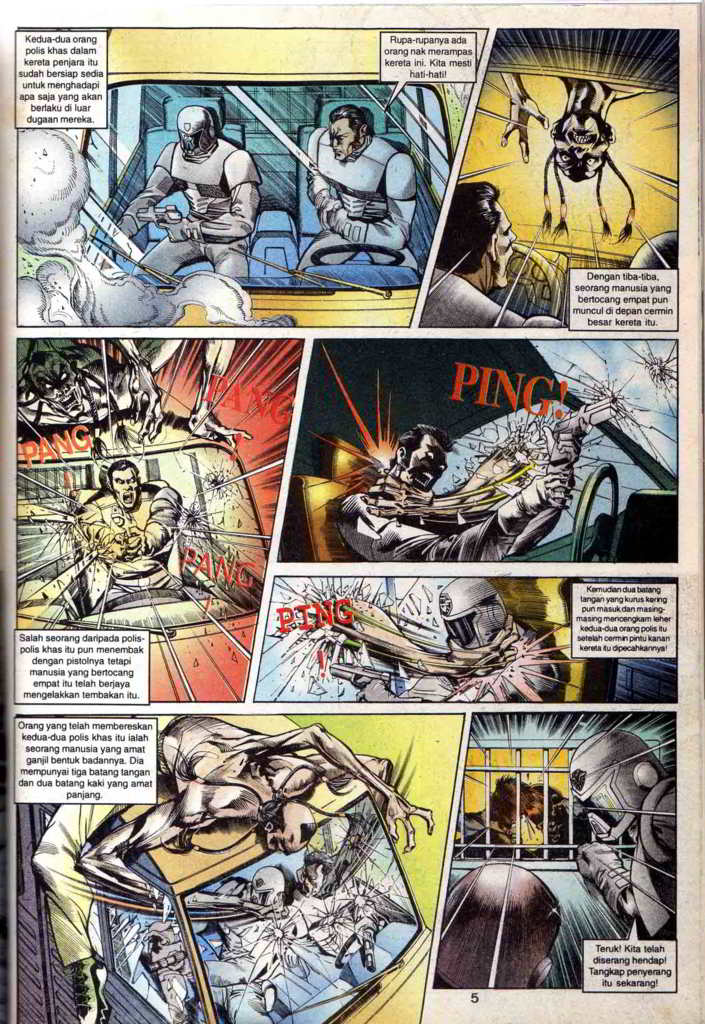 Kedua-dua orang
polis khas dalam
kereta penjara itu
sudah bersiap sedia
untuk menghadapi
apa saja yang akan
berlaku di luar
dugaan mereka.
Rupa-rupanya ada
orang nak merampas
kereta ini. Kita mesti
hati-hati!
Dengan tiba-tiba,
seorang manusia yang
bertocang empat pun
muncul di depan cermin
besar kereta itu.
PANG
PANG
PANG
Salah seorang daripada polis-
polis khas itu pun menembak
dengan pistolnya tetapi
manusia yang bertocang
empat itu telah berjaya
mengelakkan tembakan itu.
PING!
PING
!
Kemudian dua batang
tangan yang kurus kering
pun masuk dan masing-
masing mencengkam leher
kedua-dua orang polis itu
setelah cermin pintu kanan
kereta itu dipecahkannya!
Orang yang telah membereskan
kedua-dua polis khas itu ialah
seorang manusia yang amat
ganjil bentuk badannya. Dia
mempunyai tiga batang tangan
dan dua batang kaki yang amat
panjang.
Teruk! Kita telah
diserang hendap!
Tangkap penyerang
itu sekarang!
5